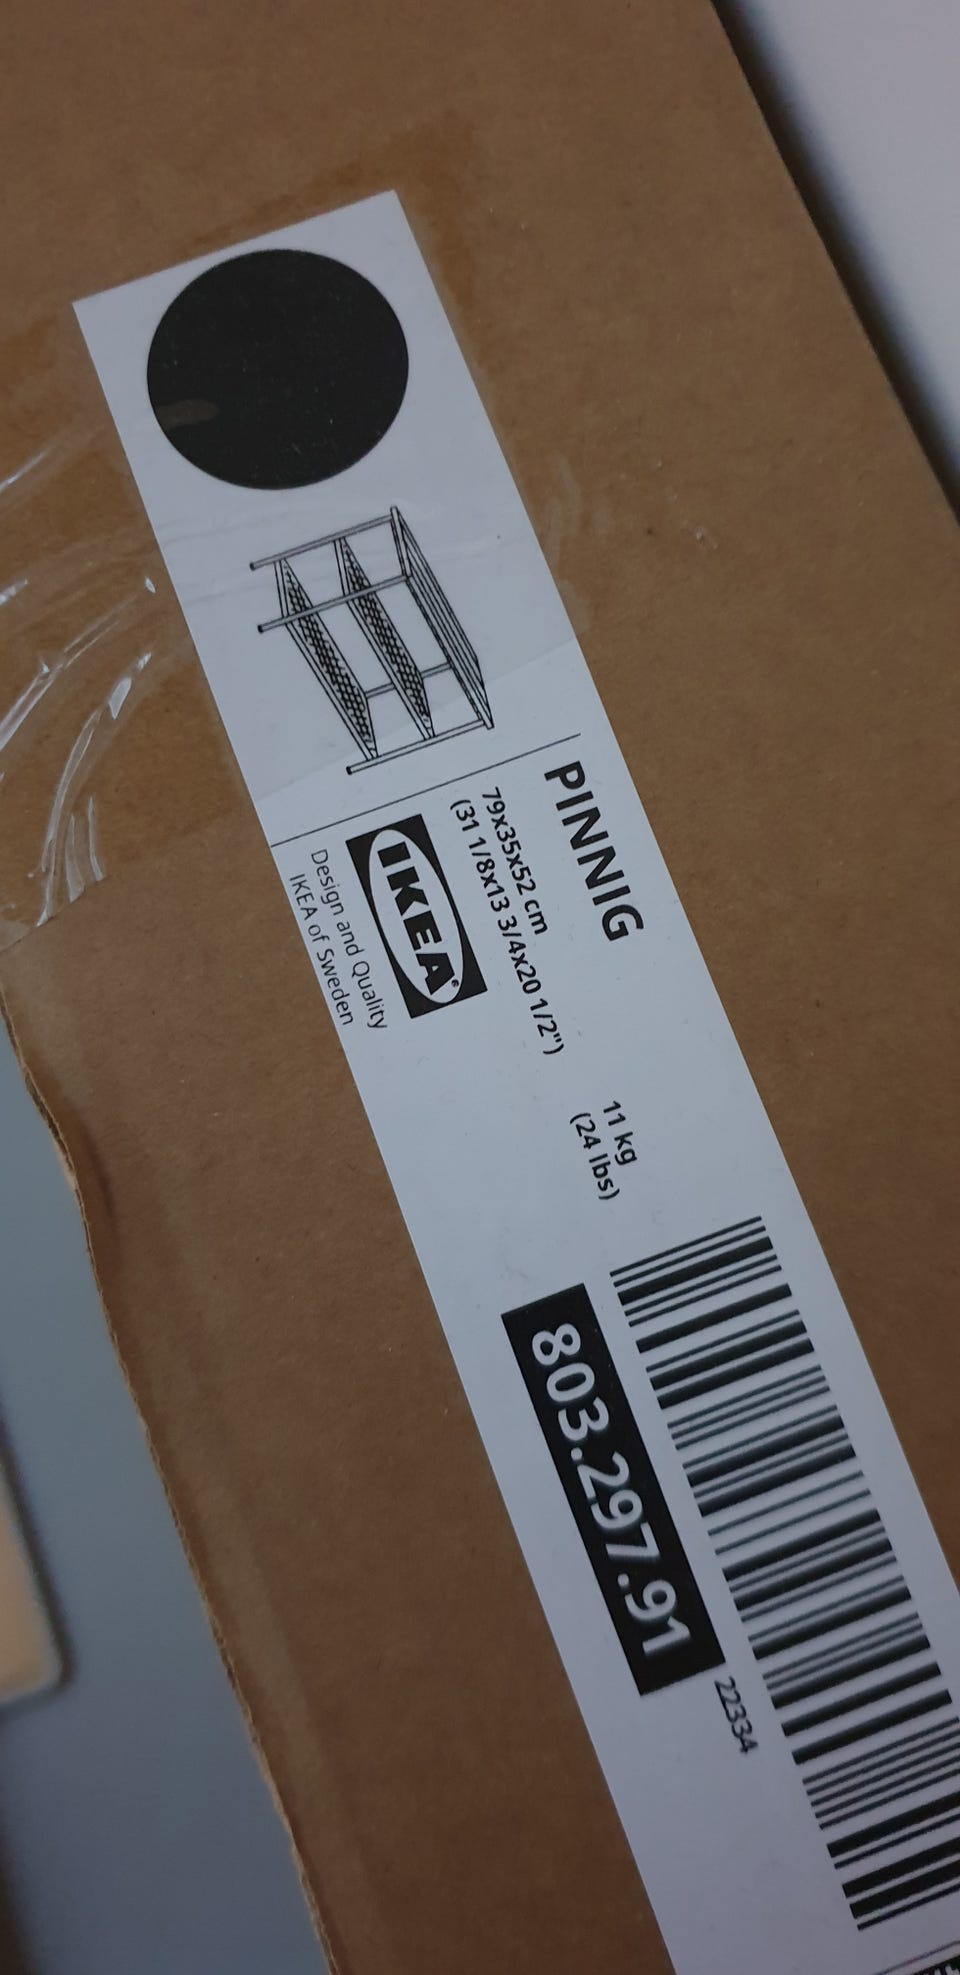 PINNIG
79x35x52 cm
(31 1/8x13 3/4x20 1/2")
IKEA
Design and Quality
IKEA of Sweden
11 kg
(24 lbs)
803.297.91
22334